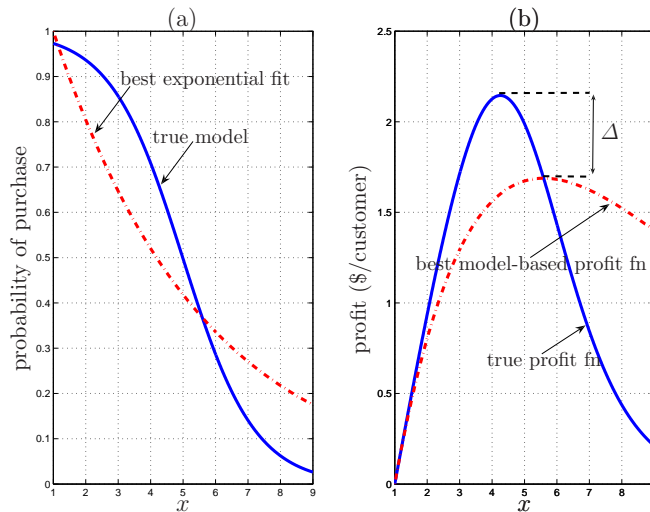 (a)
1
0.9
0.8
0.7
0.6
0.5
0.4
0.3
0.2
0.1
0
probability of purchase
best exponential fit
true model
1 2 3 4 5 6 7 8 9
x
(b)
2.5
2
1.5
1
0.5
0
profit ($/customer)
Δ
best model-based profit fn
true profit fn
1 2 3 4 5 6 7 8 9
x